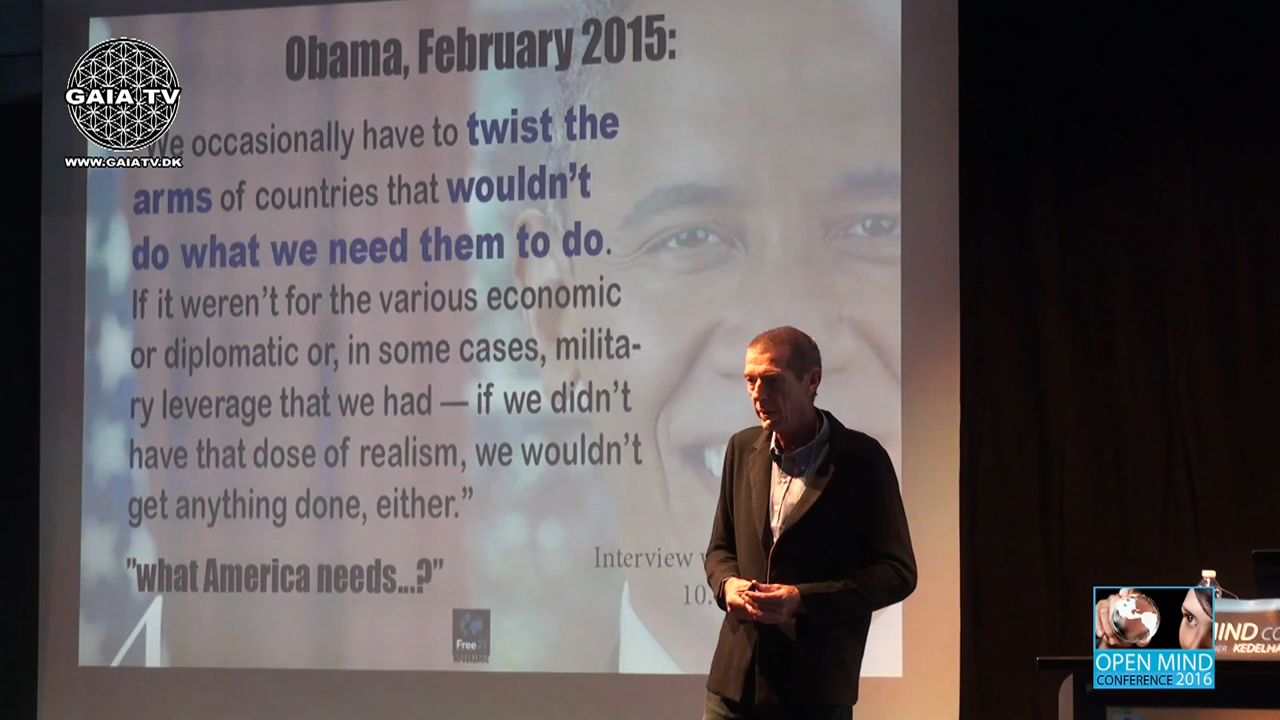 Obama, February 2015:
GAIA TV
WWW.GAIATV.DK
We occasionally have to twist the
arms of countries that wouldn't
do what we need them to do.
If it weren't for the various economic
or diplomatic or, in some cases, milita-
ry leverage that we had — if we didn't
have that dose of realism, we wouldn't
get anything done, either.”
”what America needs...?”
Interview
10.
Free21
MIND CO
KEDELHA
OPEN MIND
CONFERENCE 2016